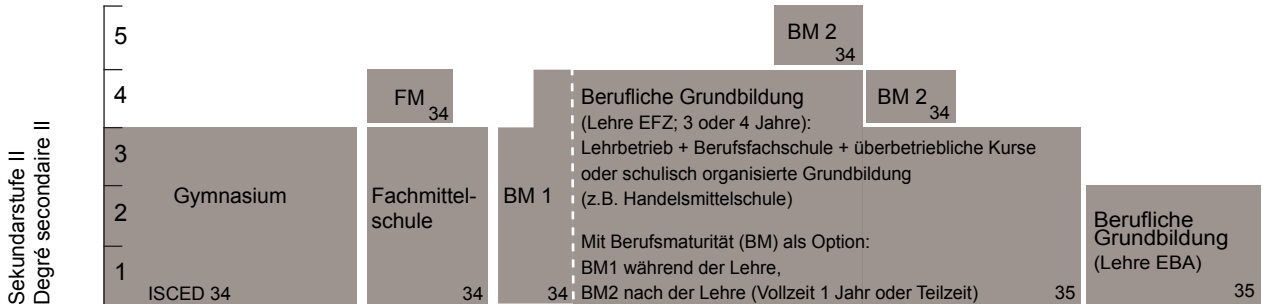 Sekundarstufe II
Degré secondaire II
5
4
3
2
1
Gymnasium
ISCED 34
FM
34
Fachmittel-
schule
34
BM 1
34
Berufliche Grundbildung
(Lehre EFZ; 3 oder 4 Jahre):
Lehrbetrieb + Berufsfachschule + überbetriebliche Kurse
oder schulisch organisierte Grundbildung
(z.B. Handelsmittelschule)
Mit Berufsmaturität (BM) als Option:
BM1 während der Lehre,
BM2 nach der Lehre (Vollzeit 1 Jahr oder Teilzeit)
35
BM 2
34
BM 2
34
Berufliche
Grundbildung
(Lehre EBA)
35